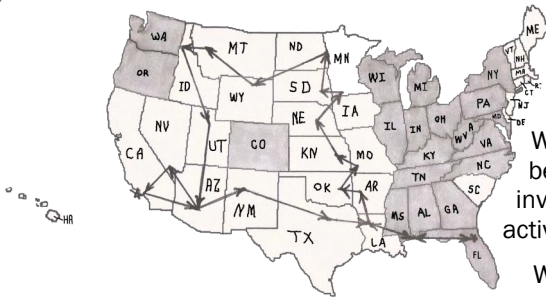 WA
MT
ND
MN
ME
VT
NH
MA
R.
CT
NJ
DE
MD
OR
ID
WY
SD
WI
MI
NY
PA
NV
UT
CO
NE
IA
IL
IN
OH
WV
A
VA
CA
KN
MO
KY
NC
TN
AZ
NM
OK
AR
SC
MS
AL
GA
TX
LA
FL
HA
W
be
inv
activ
W